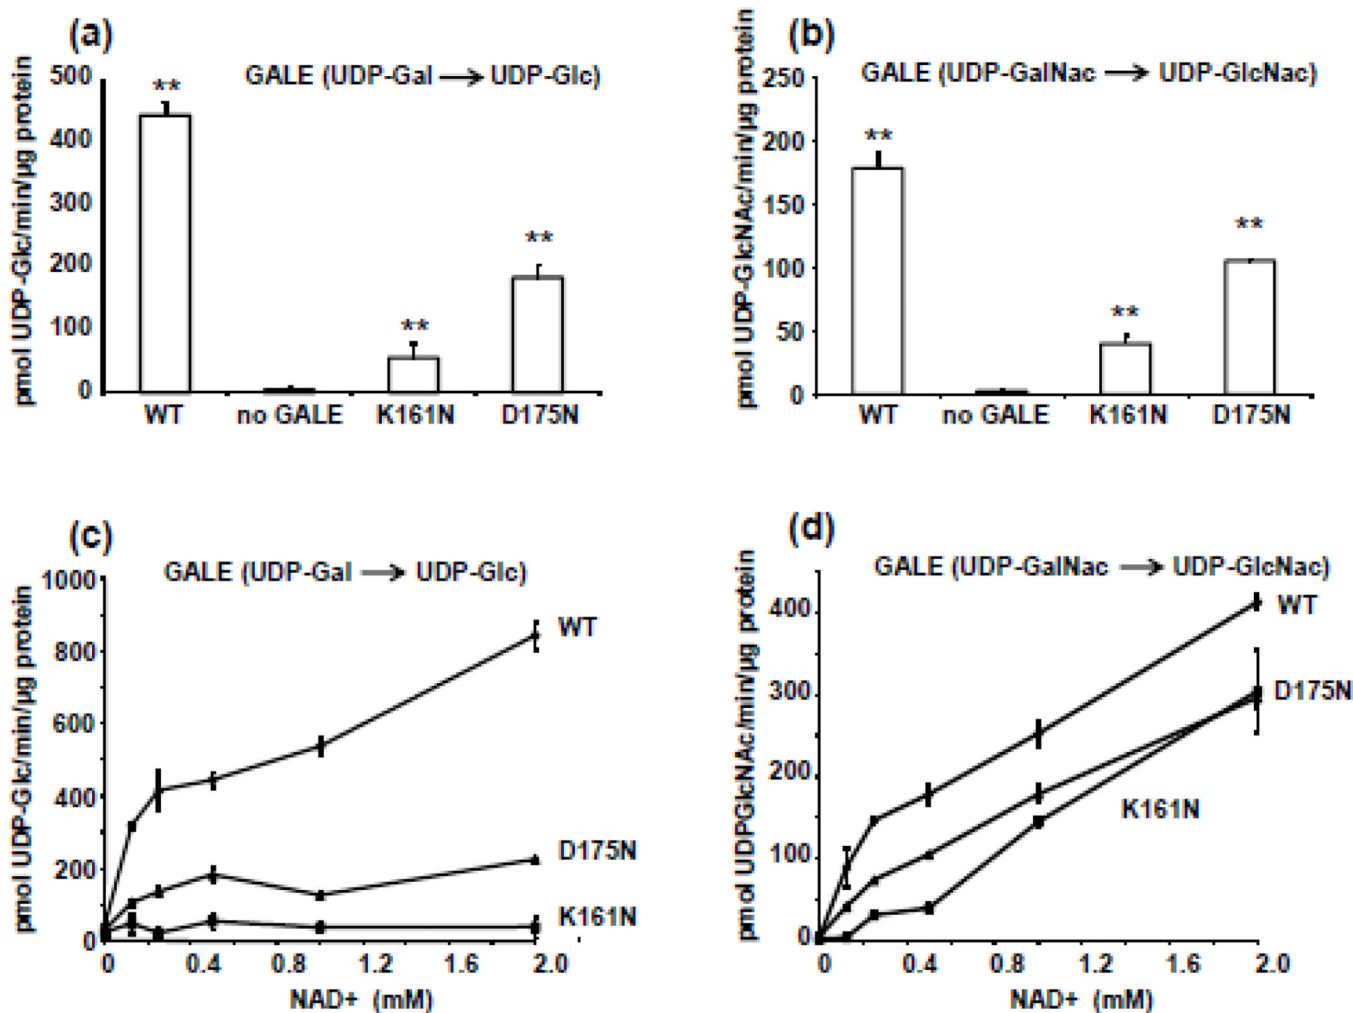 (a)
GALE (UDP-Gal → UDP-Glc)
pmol UDP-Glc/min/µg protein
500
400
300
200
100
0
**
**
**
WT no GALE K161N D175N
(b)
GALE (UDP-GalNac → UDP-GlcNac)
pmol UDP-GlcNAc/min/µg protein
250
200
150
100
50
0
**
**
**
WT no GALE K161N D175N
(c)
GALE (UDP-Gal → UDP-Glc)
pmol UDP-Glc/min/µg protein
1000
800
600
400
200
0
WT
D175N
K161N
0 0.4 0.8 1.2 1.6 2.0
NAD+ (mM)
(d)
GALE (UDP-GalNac → UDP-GlcNac)
pmol UDPGlcNAc/min/µg protein
400
300
200
100
0
WT
D175N
K161N
0 0.4 0.8 1.2 1.6 2.0
NAD+ (mM)